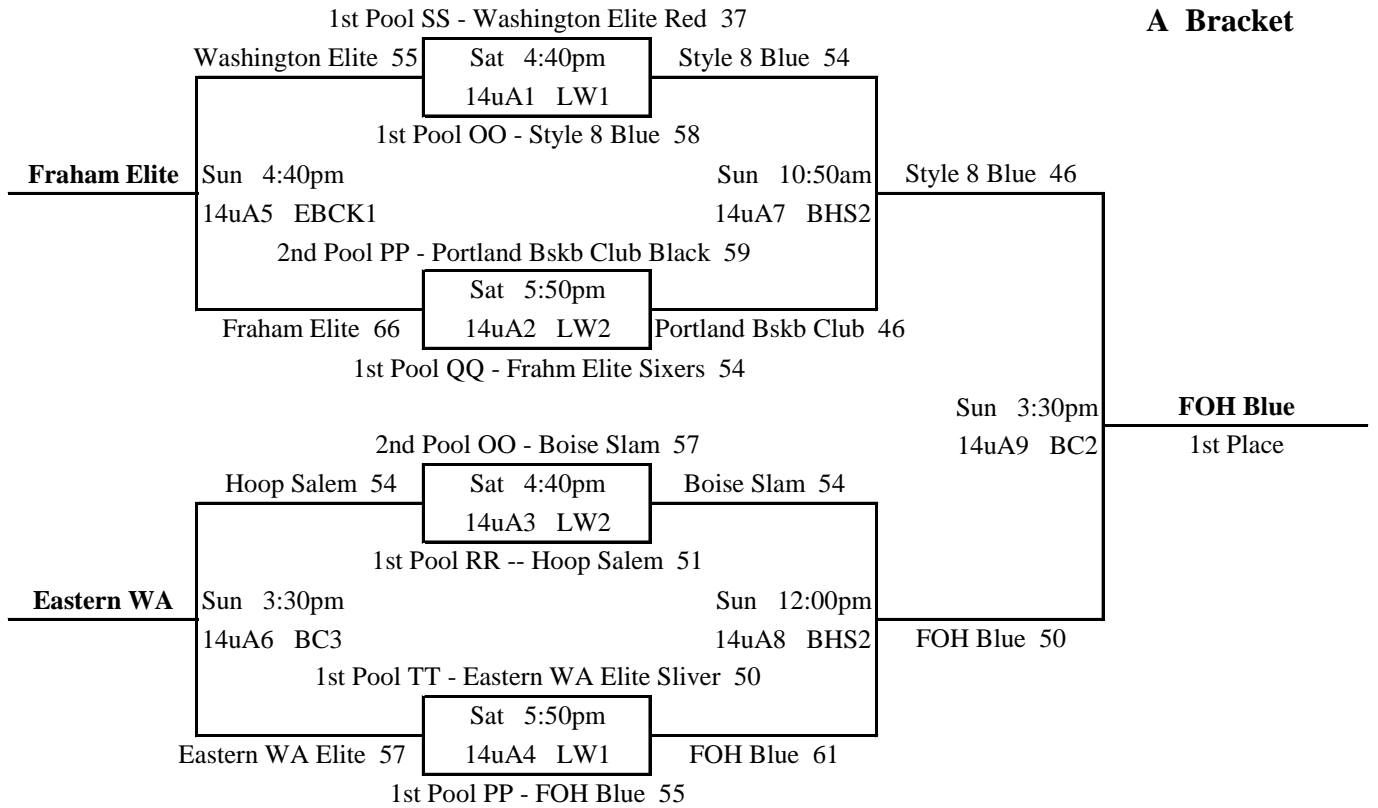 1st Pool SS - Washington Elite Red 37
A Bracket
Washington Elite 55
Sat 4:40pm
Style 8 Blue 54
14uA1 LW1
1st Pool OO - Style 8 Blue 58
Fraham Elite
Sun 4:40pm
Sun 10:50am
Style 8 Blue 46
14uA5 EBCK1
14uA7 BHS2
2nd Pool PP - Portland Bskb Club Black 59
Sat 5:50pm
Fraham Elite 66
14uA2 LW2
Portland Bskb Club 46
1st Pool QQ - Frahm Elite Sixers 54
Sun 3:30pm
FOH Blue
14uA9 BC2
1st Place
2nd Pool OO - Boise Slam 57
Hoop Salem 54
Sat 4:40pm
Boise Slam 54
14uA3 LW2
1st Pool RR -- Hoop Salem 51
Eastern WA
Sun 3:30pm
Sun 12:00pm
14uA6 BC3
14uA8 BHS2
FOH Blue 50
1st Pool TT - Eastern WA Elite Sliver 50
Sat 5:50pm
Eastern WA Elite 57
14uA4 LW1
FOH Blue 61
1st Pool PP - FOH Blue 55